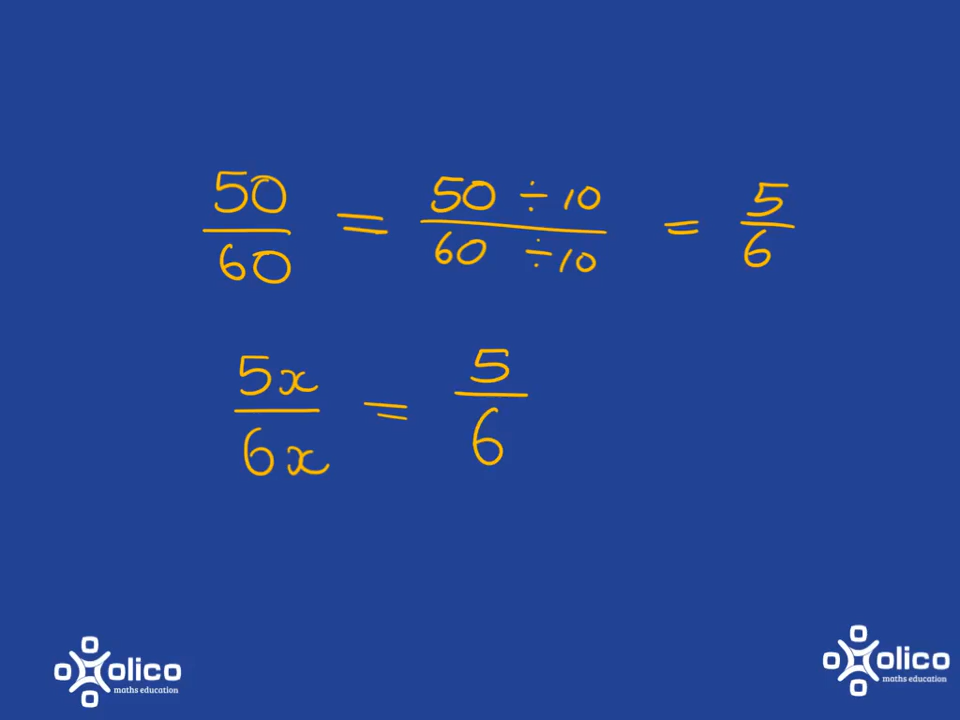 50/60 = 50 ÷ 10/60 ÷ 10 = 5/6
5x/6x = 5/6
olico
maths education
olico
maths education